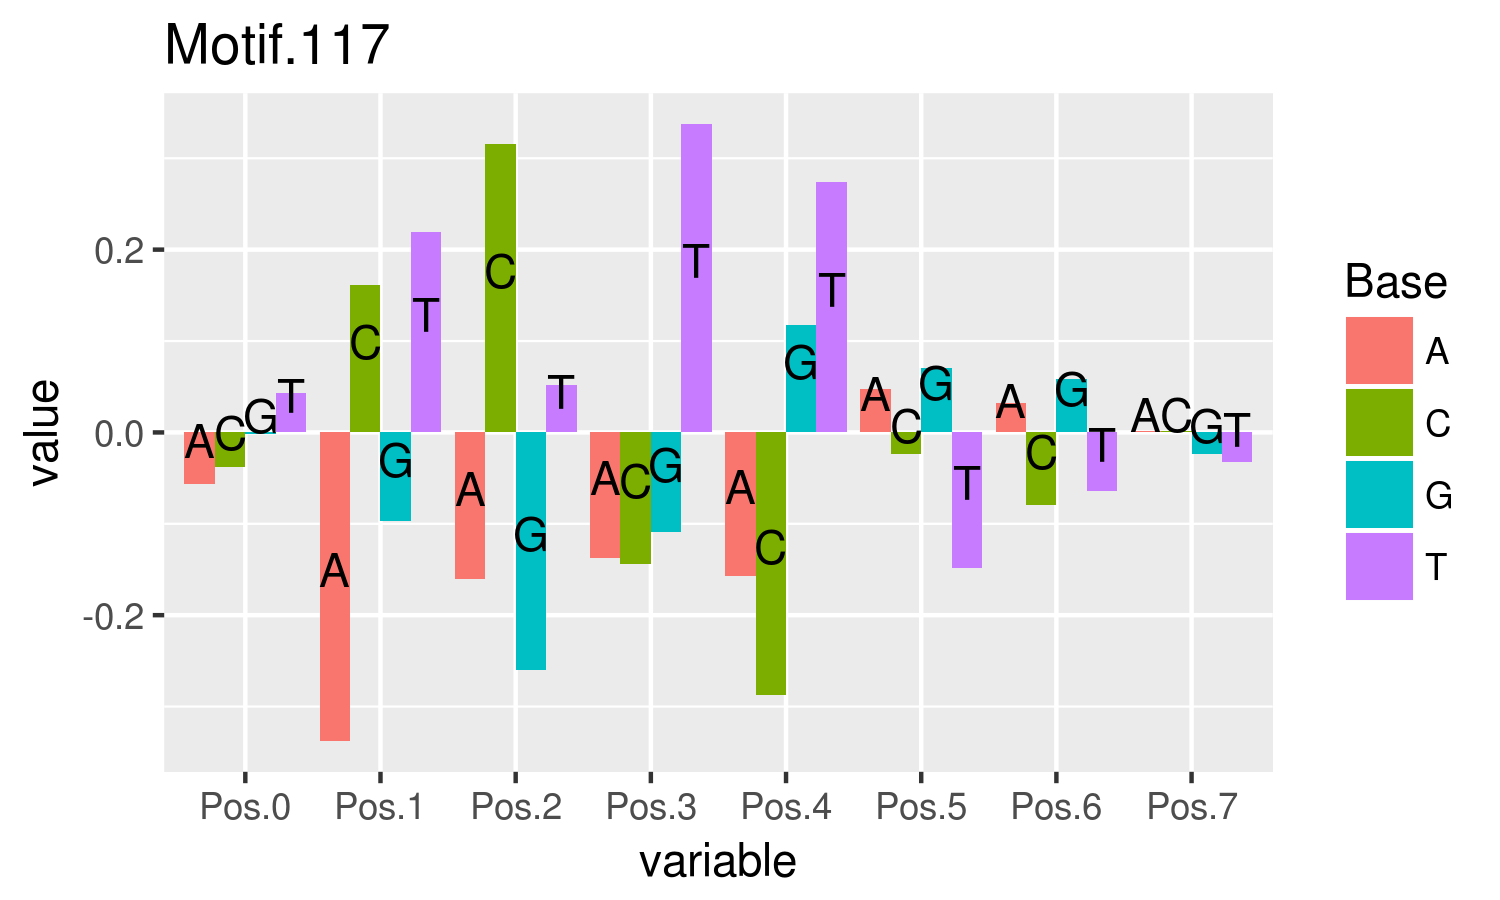 Motif.117
value
0.2
0.0
-0.2
A C G T
A C G T
A C G T
A C G T
A C G T
A C G T
A C G T
A C G T
Pos.0 Pos.1 Pos.2 Pos.3 Pos.4 Pos.5 Pos.6 Pos.7
variable
Base
A
C
G
T